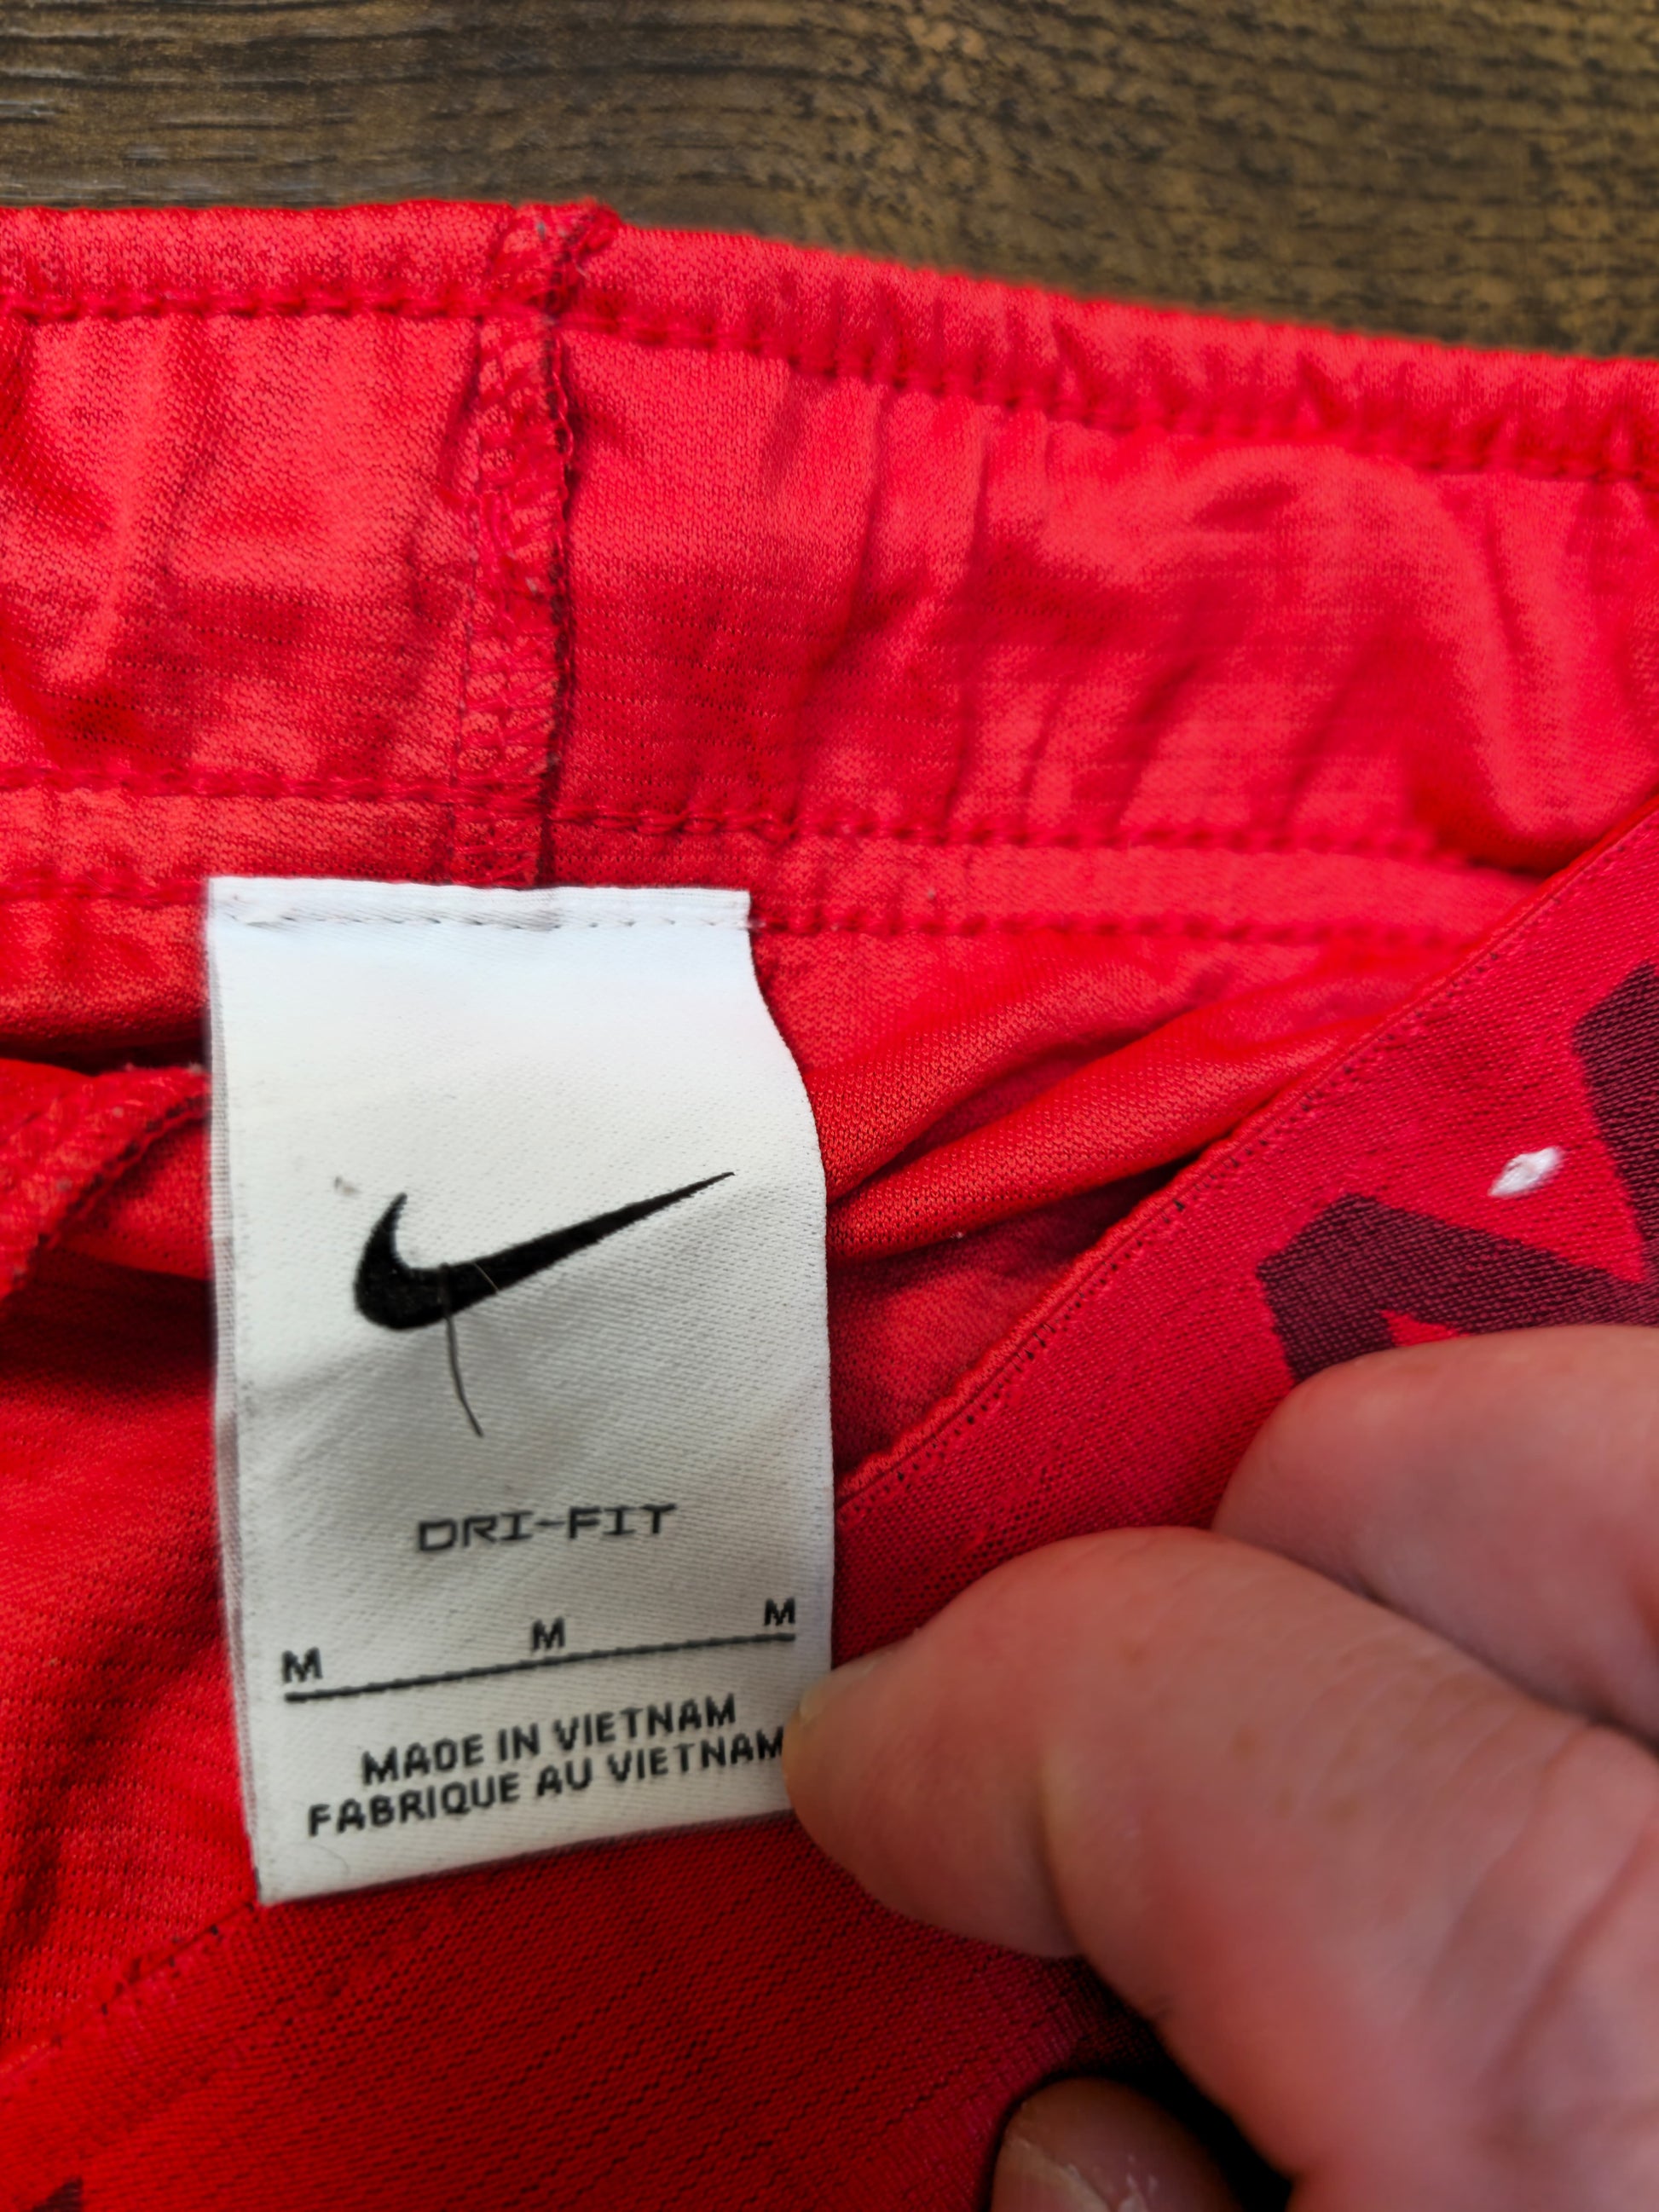 DRI-FIT
M M M
MADE IN VIETNAM
FABRIQUE AU VIETNAM